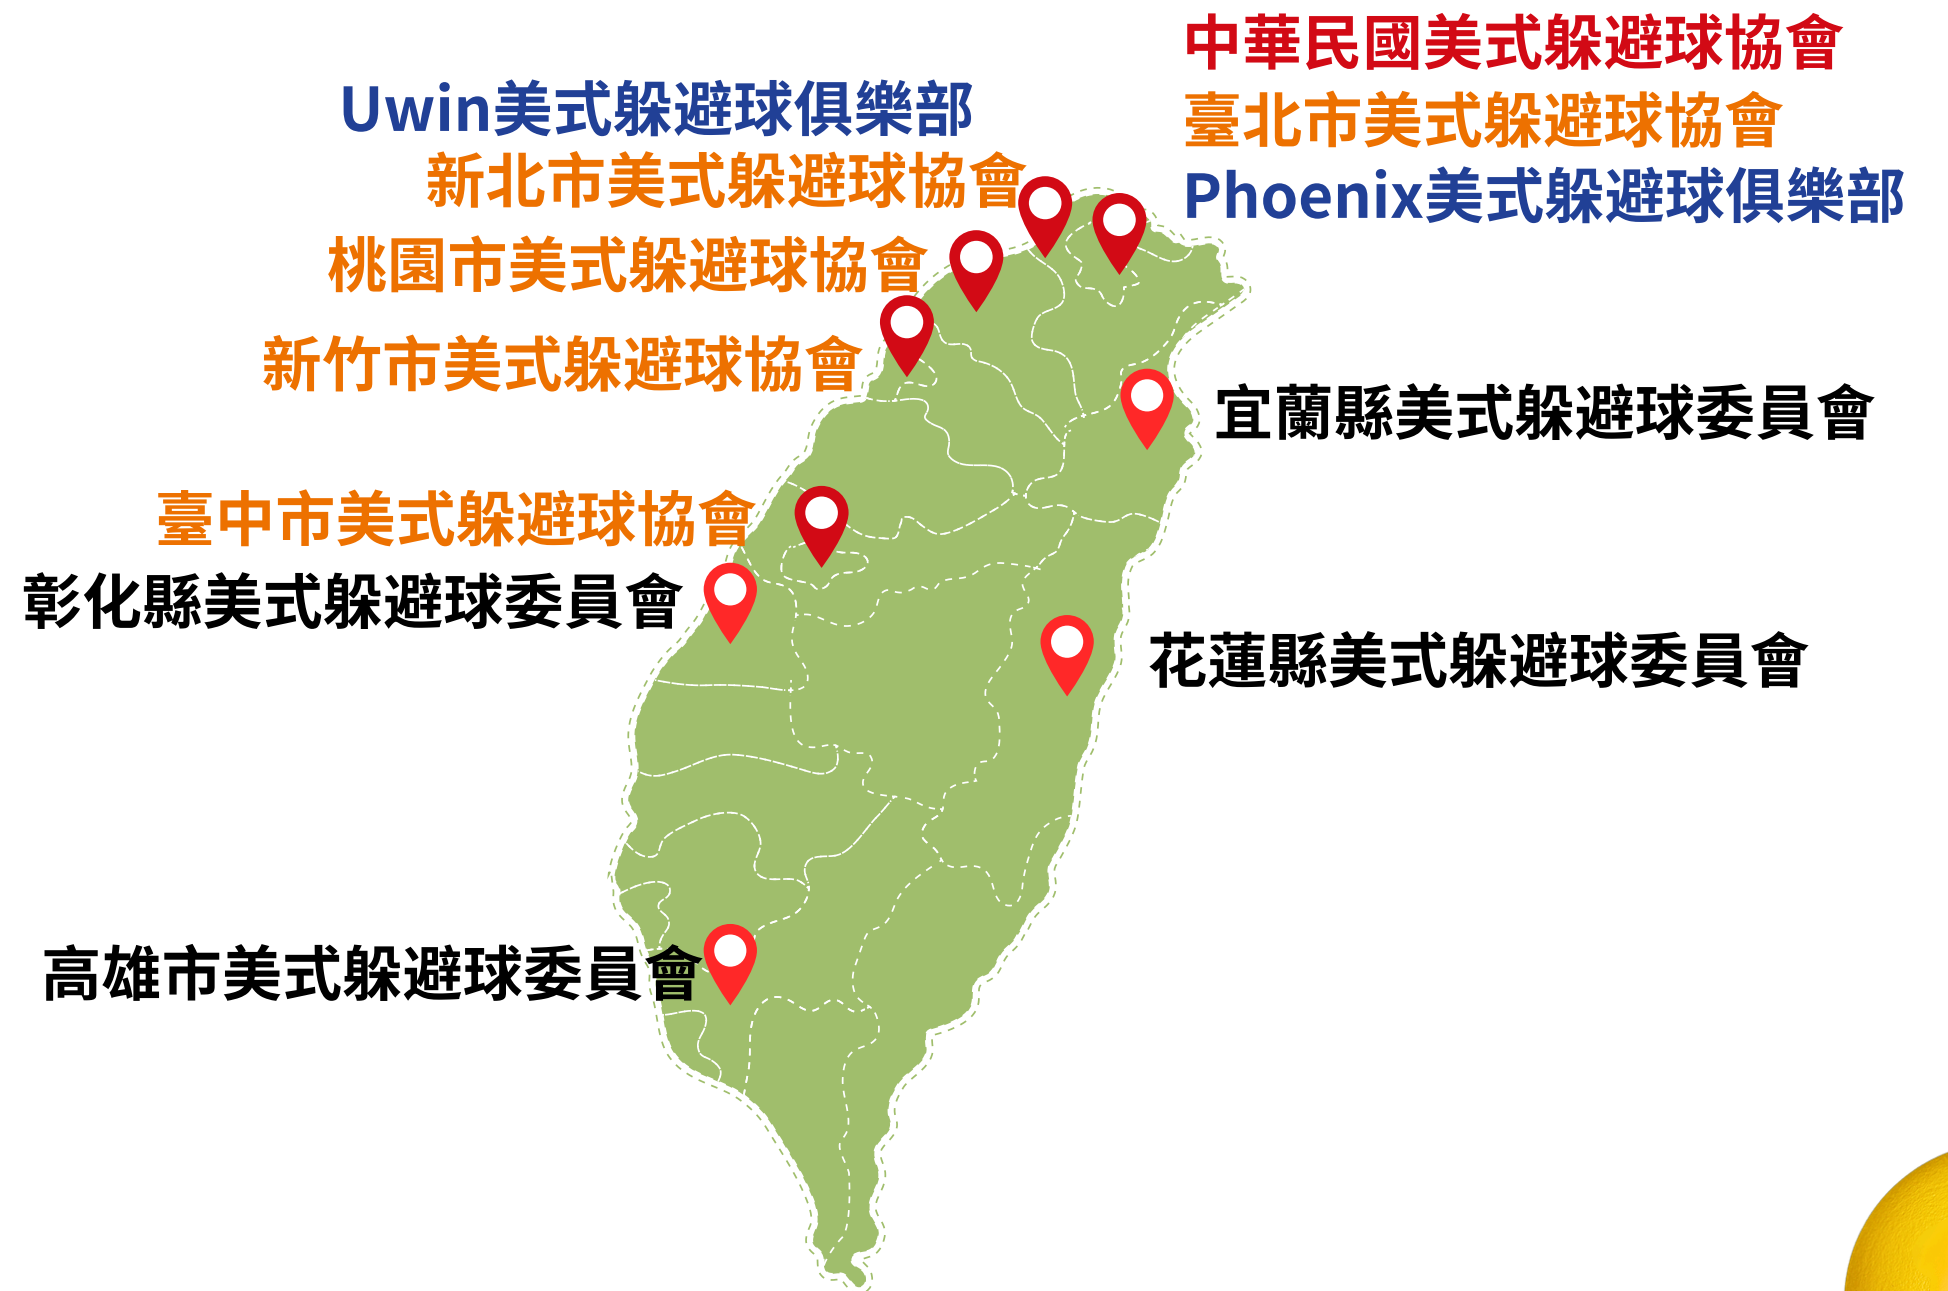 中華民國美式躲避球協會
臺北市美式躲避球協會
Phoenix美式躲避球俱樂部
Uwin美式躲避球俱樂部
新北市美式躲避球協會
桃園市美式躲避球協會
新竹市美式躲避球協會
宜蘭縣美式躲避球委員會
臺中市美式躲避球協會
彰化縣美式躲避球委員會
花蓮縣美式躲避球委員會
高雄市美式躲避球委員會